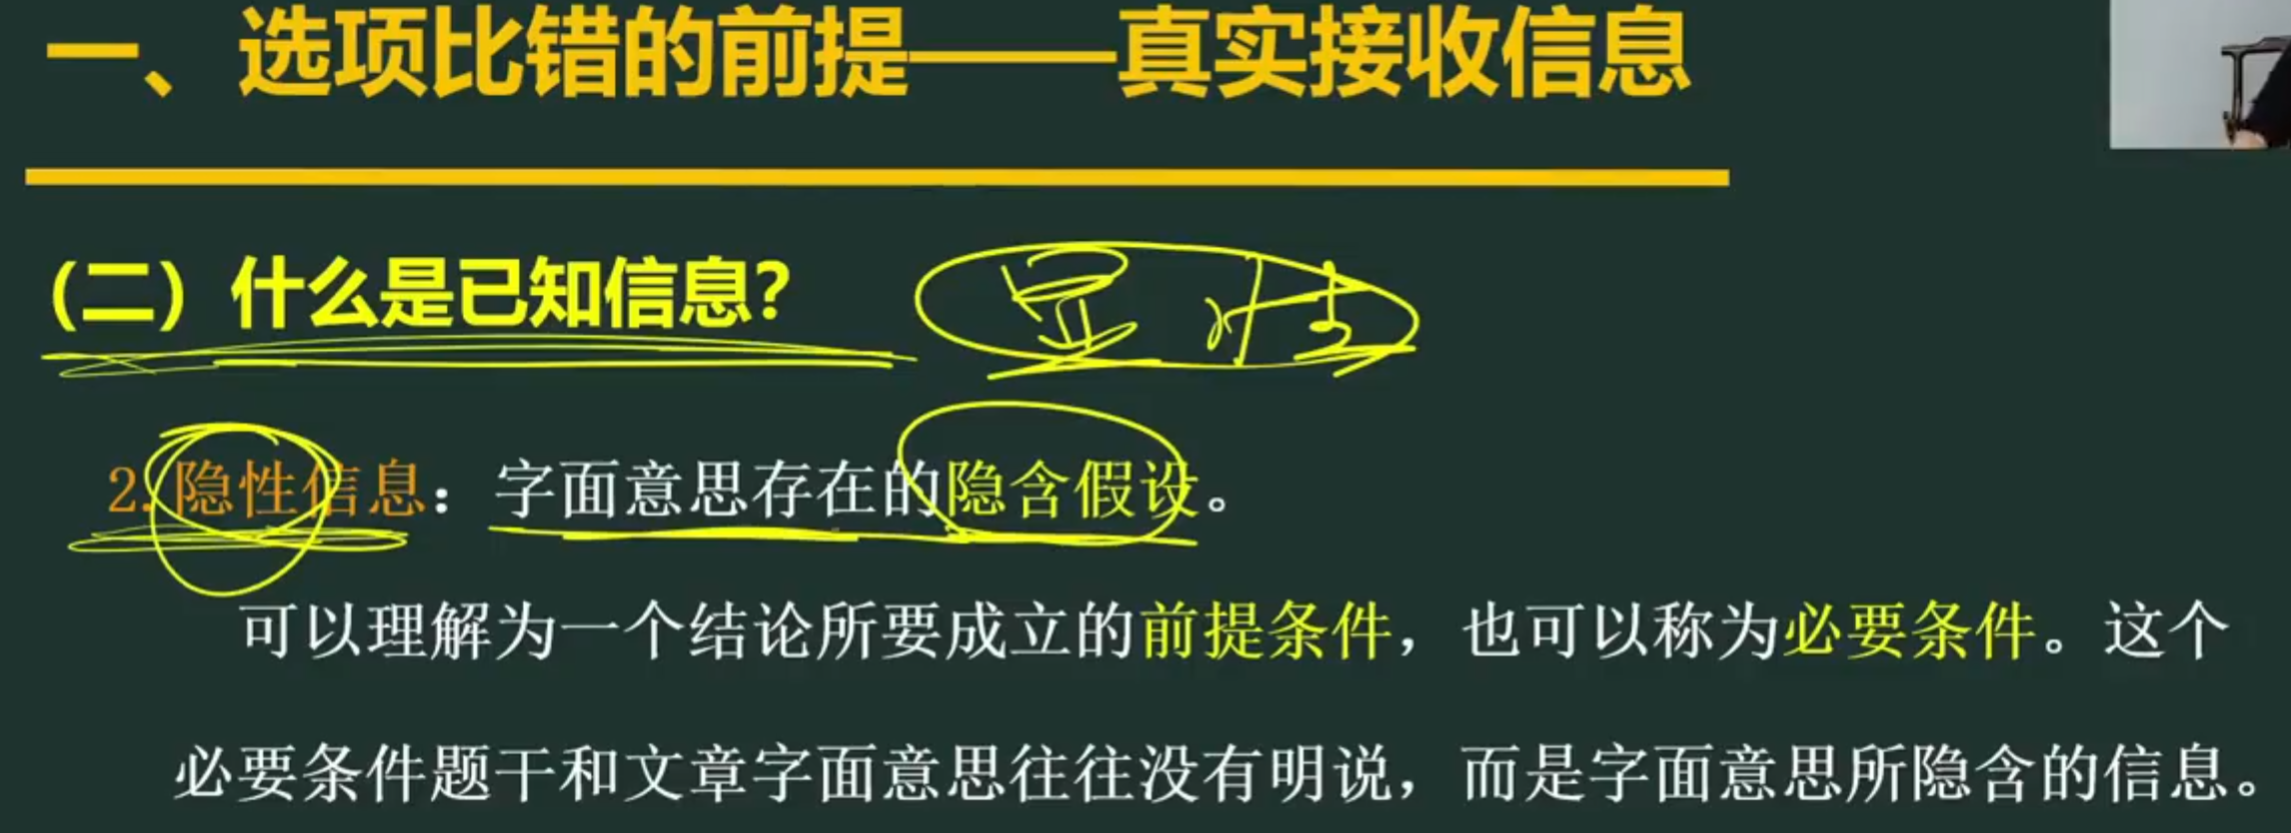 一、选项比错的前提——真实接收信息
（二）什么是已知信息？ 显性
2.隐性信息：字面意思存在的隐含假设。
可以理解为一个结论所要成立的前提条件，也可以称为必要条件。这个
必要条件题干和文章字面意思往往没有明说，而是字面意思所隐含的信息。